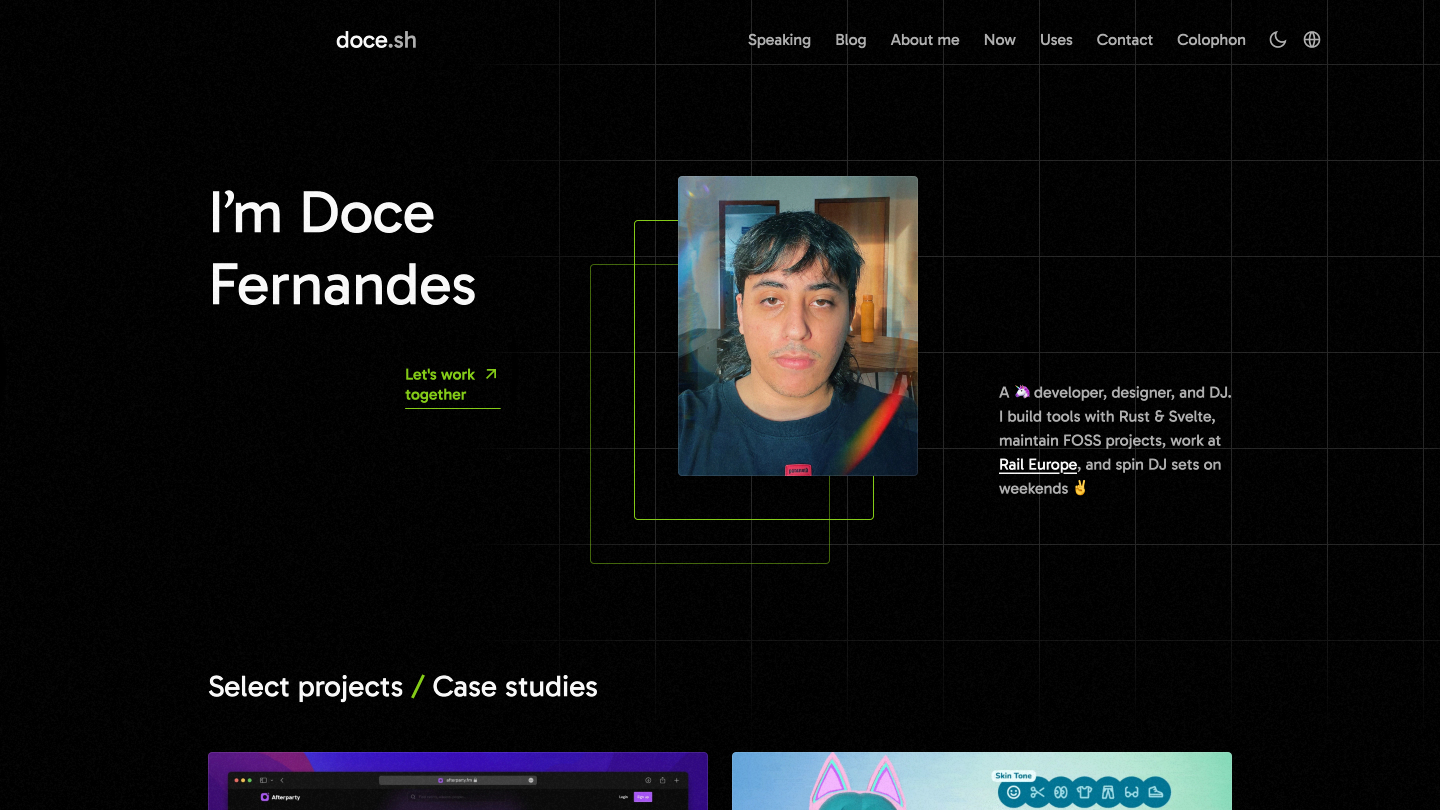 doce.sh
Speaking Blog About me Now Uses Contact Colophon
I'm Doce
Fernandes
Let's work
together
A 🦄 developer, designer, and DJ.
I build tools with Rust & Svelte,
maintain FOSS projects, work at
Rail Europe, and spin DJ sets on
weekends ✌️
Select projects / Case studies
afterparty.fm
Afterparty
Login Sign up
Skin Tone